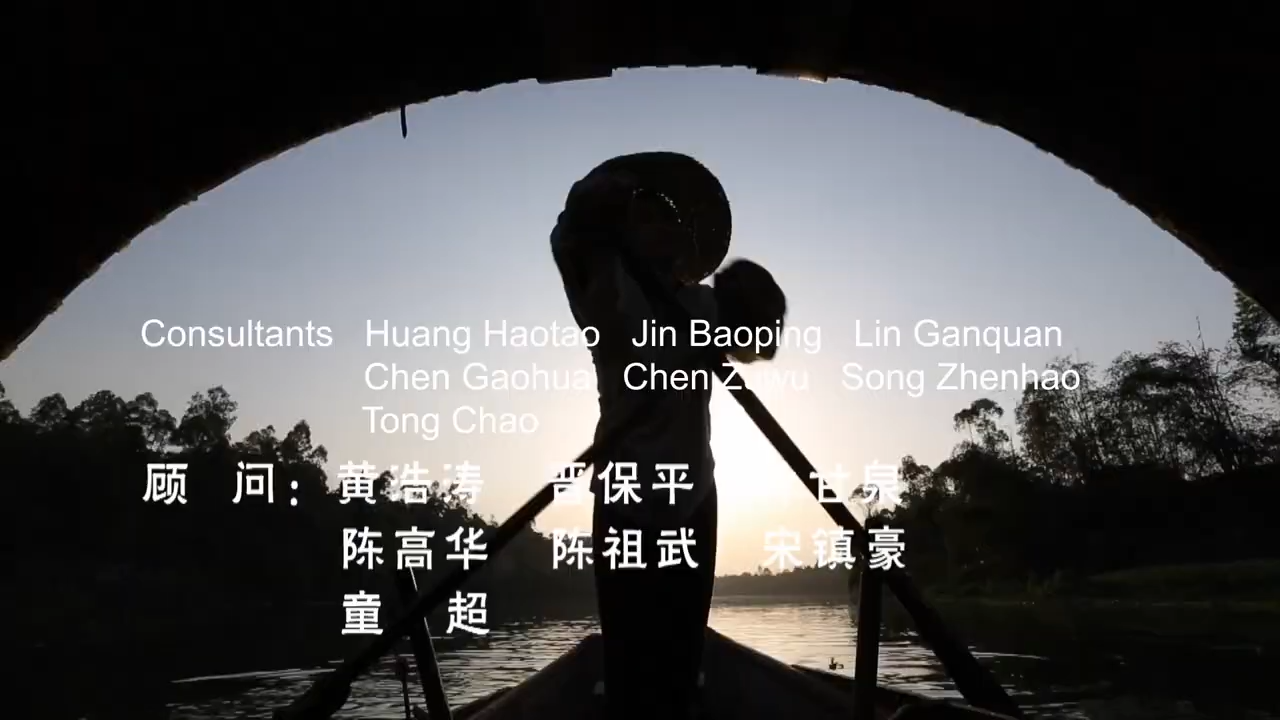 Consultants Huang Haotao Jin Baoping Lin Ganquan
Chen Gaohua Chen Zuwu Song Zhenhao
Tong Chao
顾 问：黄浩涛 晋保平 甘泉
陈高华 陈祖武 宋镇豪
童 超